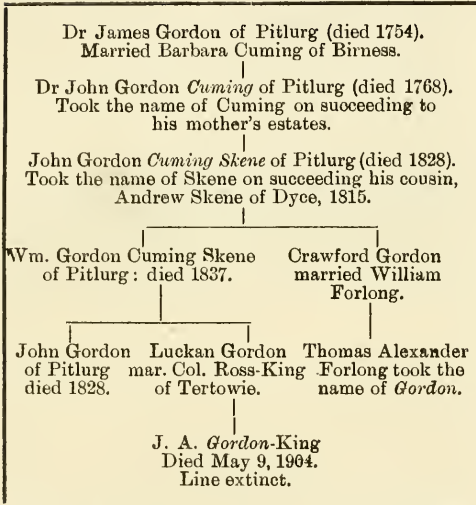 Dr James Gordon of Pitlurg (died 1754).
Married Barbara Cuming of Birness.
Dr John Gordon Cuming of Pitlurg (died 1768).
Took the name of Cuming on succeeding to
his mother's estates.
John Gordon Cuming Skene of Pitlurg (died 1828).
Took the name of Skene on succeeding his cousin,
Andrew Skene of Dyce, 1815.
Wm. Gordon Cuming Skene
of Pitlurg: died 1837.
Crawford Gordon
married William
Forlong.
John Gordon
of Pitlurg
died 1828.
Luckan Gordon
mar. Col. Ross-King
of Tertowie.
Thomas Alexander
Forlong took the
name of Gordon.
J. A. Gordon-King
Died May 9, 1904.
Line extinct.